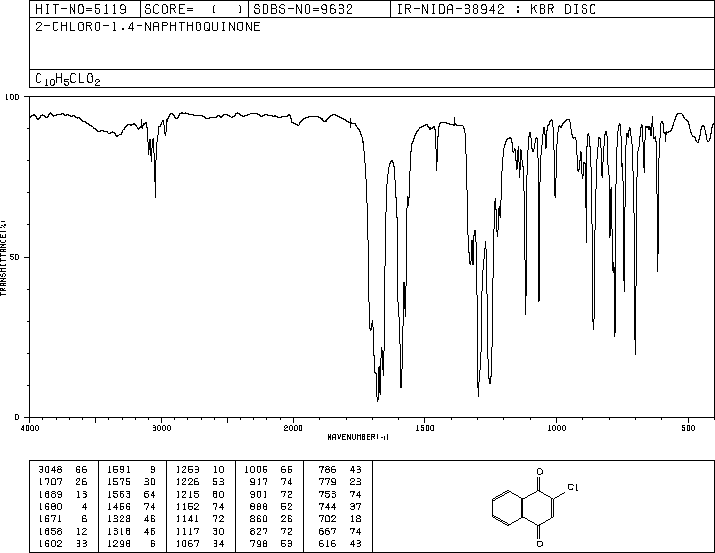 HIT-NO=5119 SCORE= ( ) SDBS-NO=9632 IR-NIDA-38942 : KBR DISC
2-CHLORO-1,4-NAPHTHOQUINONE
C10H5CLO2
100
50
0
TRANSMITTANCE(%)
4000 3000 2000 1500 1000 500
WAVENUMBER(-1)
3048 66 1591 9 1253 10 1006 66 786 43
1707 26 1575 30 1226 53 917 74 779 23
1689 13 1563 64 1215 60 901 72 753 74
1680 4 1456 74 1152 74 888 52 744 37
1671 6 1328 46 1141 72 860 26 702 18
1658 12 1318 46 1117 30 827 72 667 74
1602 33 1298 6 1067 34 798 53 616 43
O
Cl
O